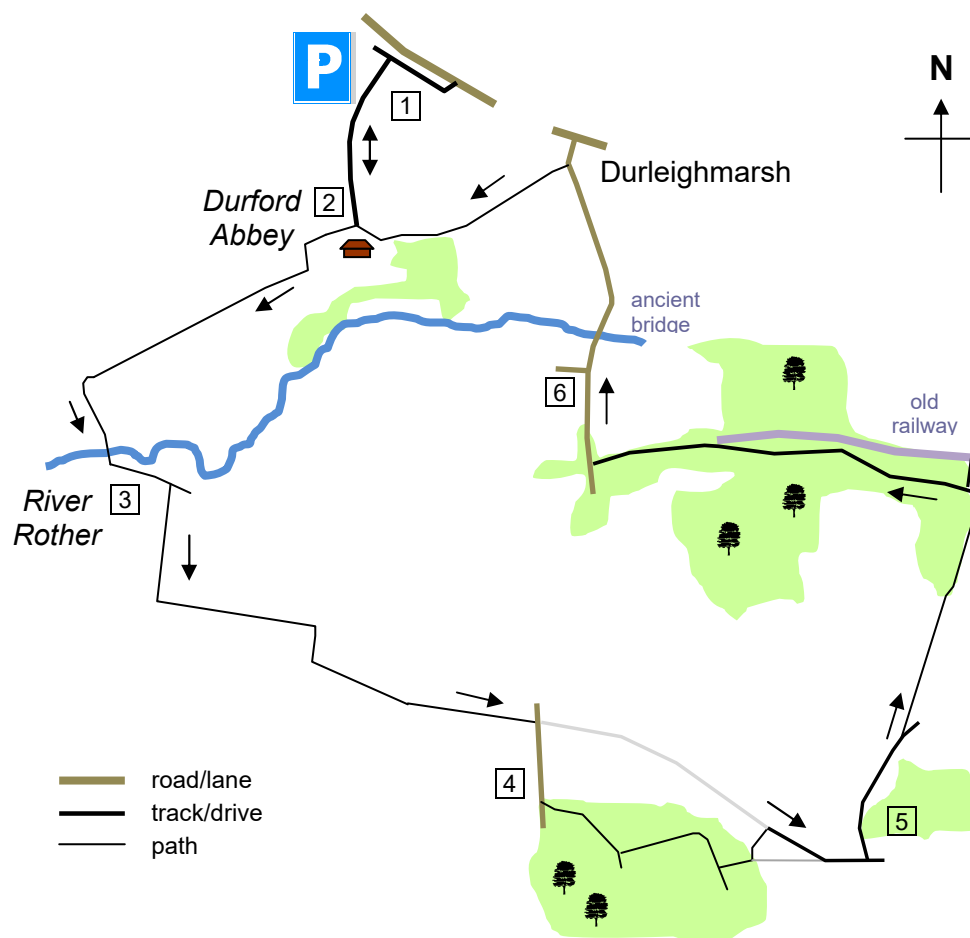 P
1
N
Durleighmarsh
Durford
Abbey
2
ancient
bridge
6
old
railway
River
Rother
3
4
5
road/lane
track/drive
path